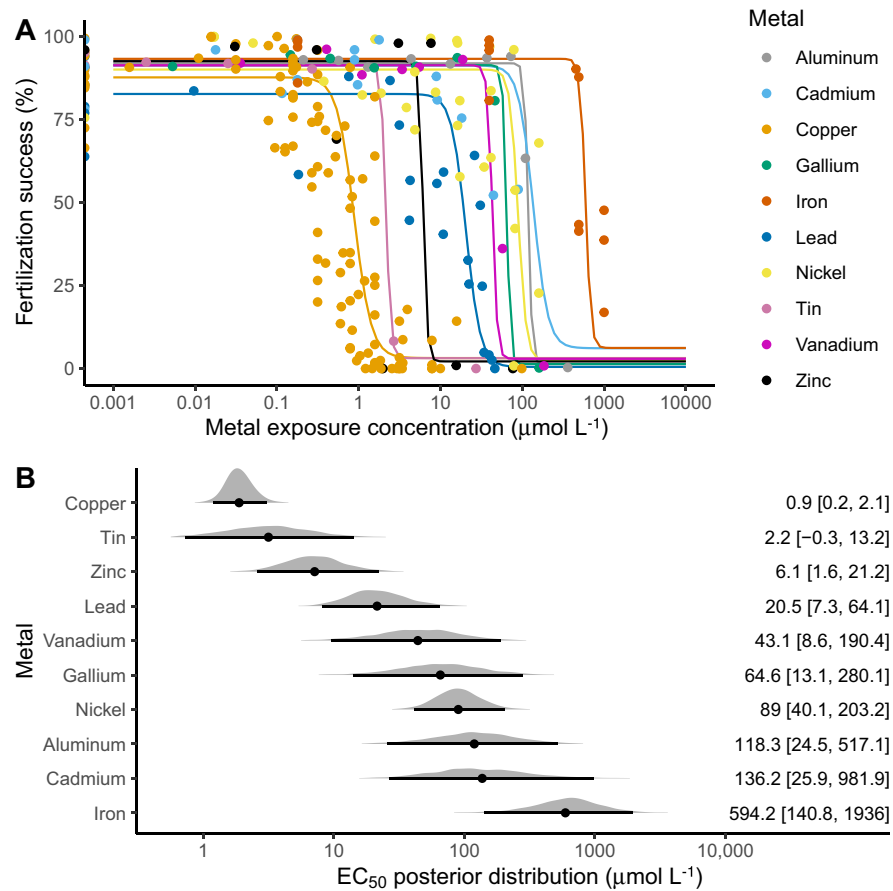 A
Fertilization success (%)
100
75
50
25
0
0.001 0.01 0.1 1 10 100 1000 10000
Metal exposure concentration (μmol L-1)
Metal
Aluminum
Cadmium
Copper
Gallium
Iron
Lead
Nickel
Tin
Vanadium
Zinc
B
Metal
Copper 0.9 [0.2, 2.1]
Tin 2.2 [−0.3, 13.2]
Zinc 6.1 [1.6, 21.2]
Lead 20.5 [7.3, 64.1]
Vanadium 43.1 [8.6, 190.4]
Gallium 64.6 [13.1, 280.1]
Nickel 89 [40.1, 203.2]
Aluminum 118.3 [24.5, 517.1]
Cadmium 136.2 [25.9, 981.9]
Iron 594.2 [140.8, 1936]
1 10 100 1000 10,000
EC50 posterior distribution (μmol L-1)